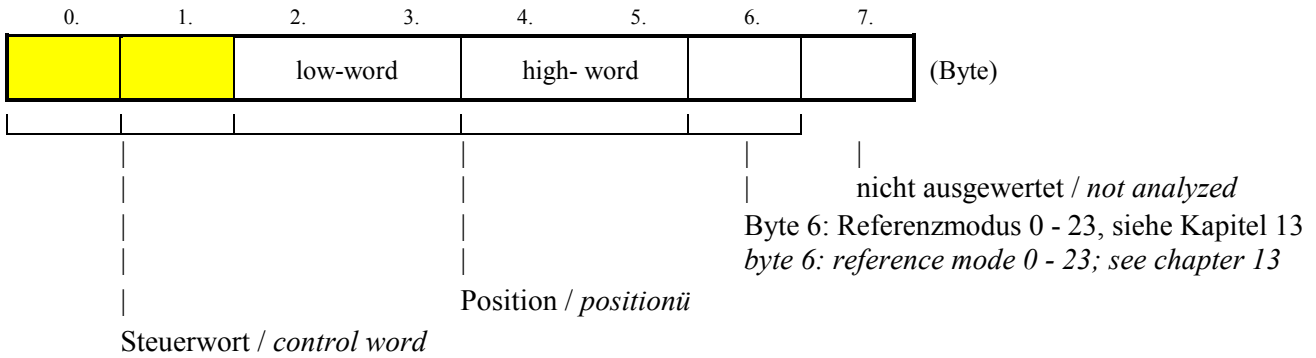 0. 1. 2. 3. 4. 5. 6. 7.
low-word high- word (Byte)
nicht ausgewertet / not analyzed
Byte 6: Referenzmodus 0 - 23, siehe Kapitel 13
byte 6: reference mode 0 - 23; see chapter 13
Position / positionü
Steuerwort / control word